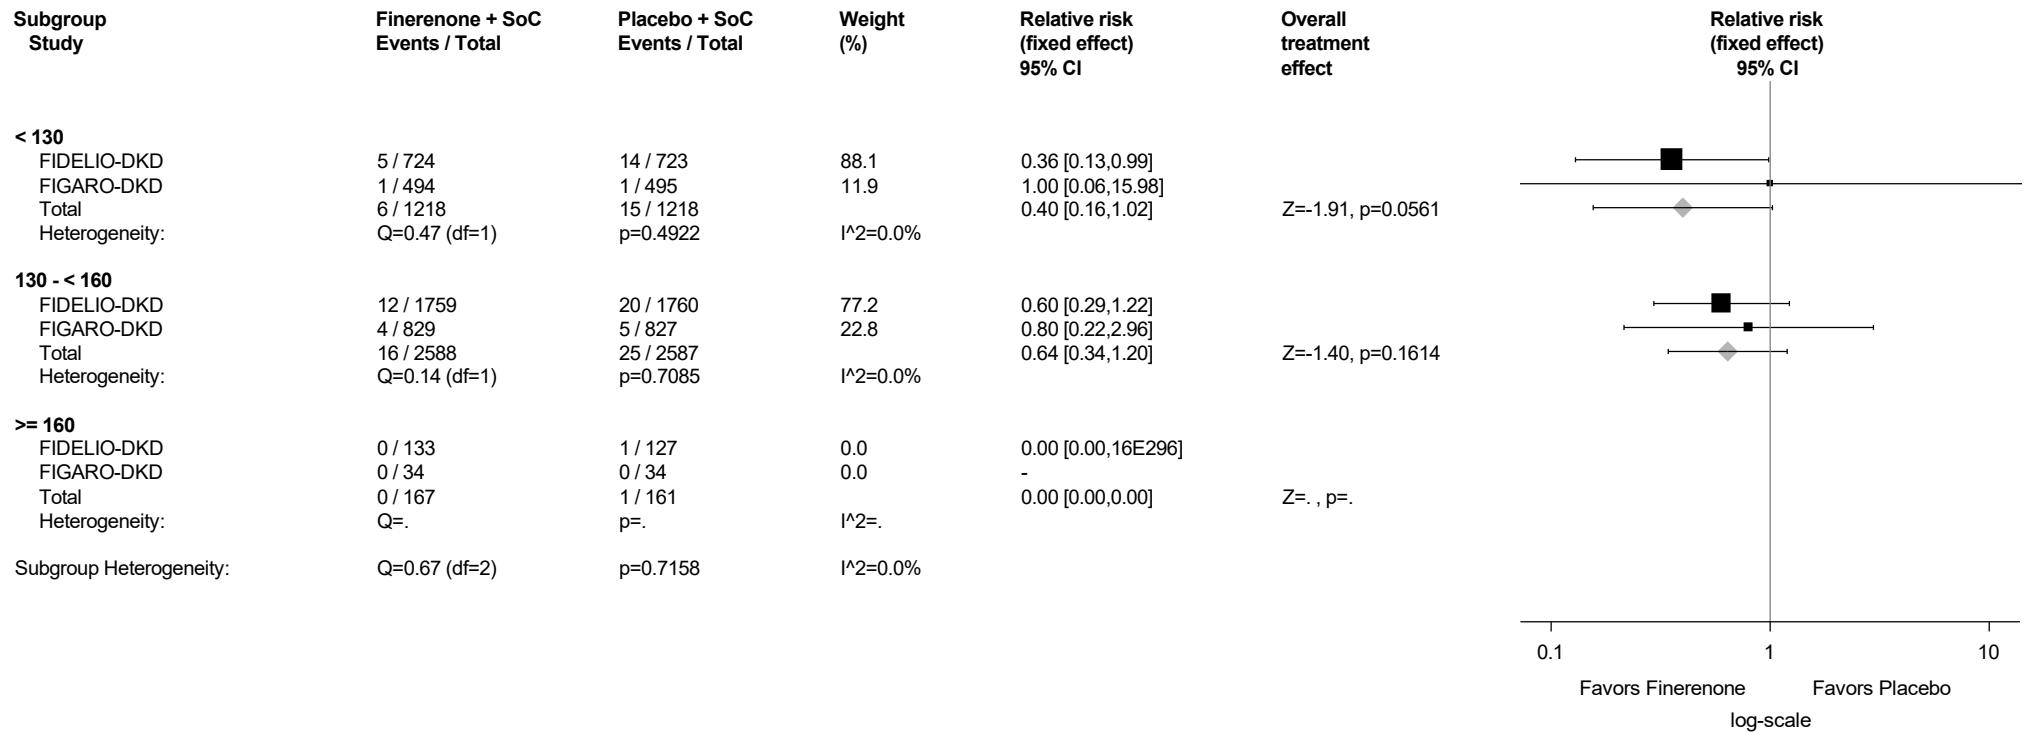 Subgroup Finerenone + SoC Placebo + SoC Weight Relative risk Overall Relative risk
Study Events / Total Events / Total (%) (fixed effect) treatment (fixed effect)
95% CI effect 95% CI
< 130
FIDELIO-DKD 5 / 724 14 / 723 88.1 0.36 [0.13,0.99]
FIGARO-DKD 1 / 494 1 / 495 11.9 1.00 [0.06,15.98]
Total 6 / 1218 15 / 1218 0.40 [0.16,1.02] Z=-1.91, p=0.0561
Heterogeneity: Q=0.47 (df=1) p=0.4922 I^2=0.0%
130 - < 160
FIDELIO-DKD 12 / 1759 20 / 1760 77.2 0.60 [0.29,1.22]
FIGARO-DKD 4 / 829 5 / 827 22.8 0.80 [0.22,2.96]
Total 16 / 2588 25 / 2587 0.64 [0.34,1.20] Z=-1.40, p=0.1614
Heterogeneity: Q=0.14 (df=1) p=0.7085 I^2=0.0%
>= 160
FIDELIO-DKD 0 / 133 1 / 127 0.0 0.00 [0.00,16E296]
FIGARO-DKD 0 / 34 0 / 34 0.0 -
Total 0 / 167 1 / 161 0.00 [0.00,0.00] Z=. , p=.
Heterogeneity: Q=. p=. I^2=.
Subgroup Heterogeneity: Q=0.67 (df=2) p=0.7158 I^2=0.0%
0.1 1 10
Favors Finerenone Favors Placebo
log-scale